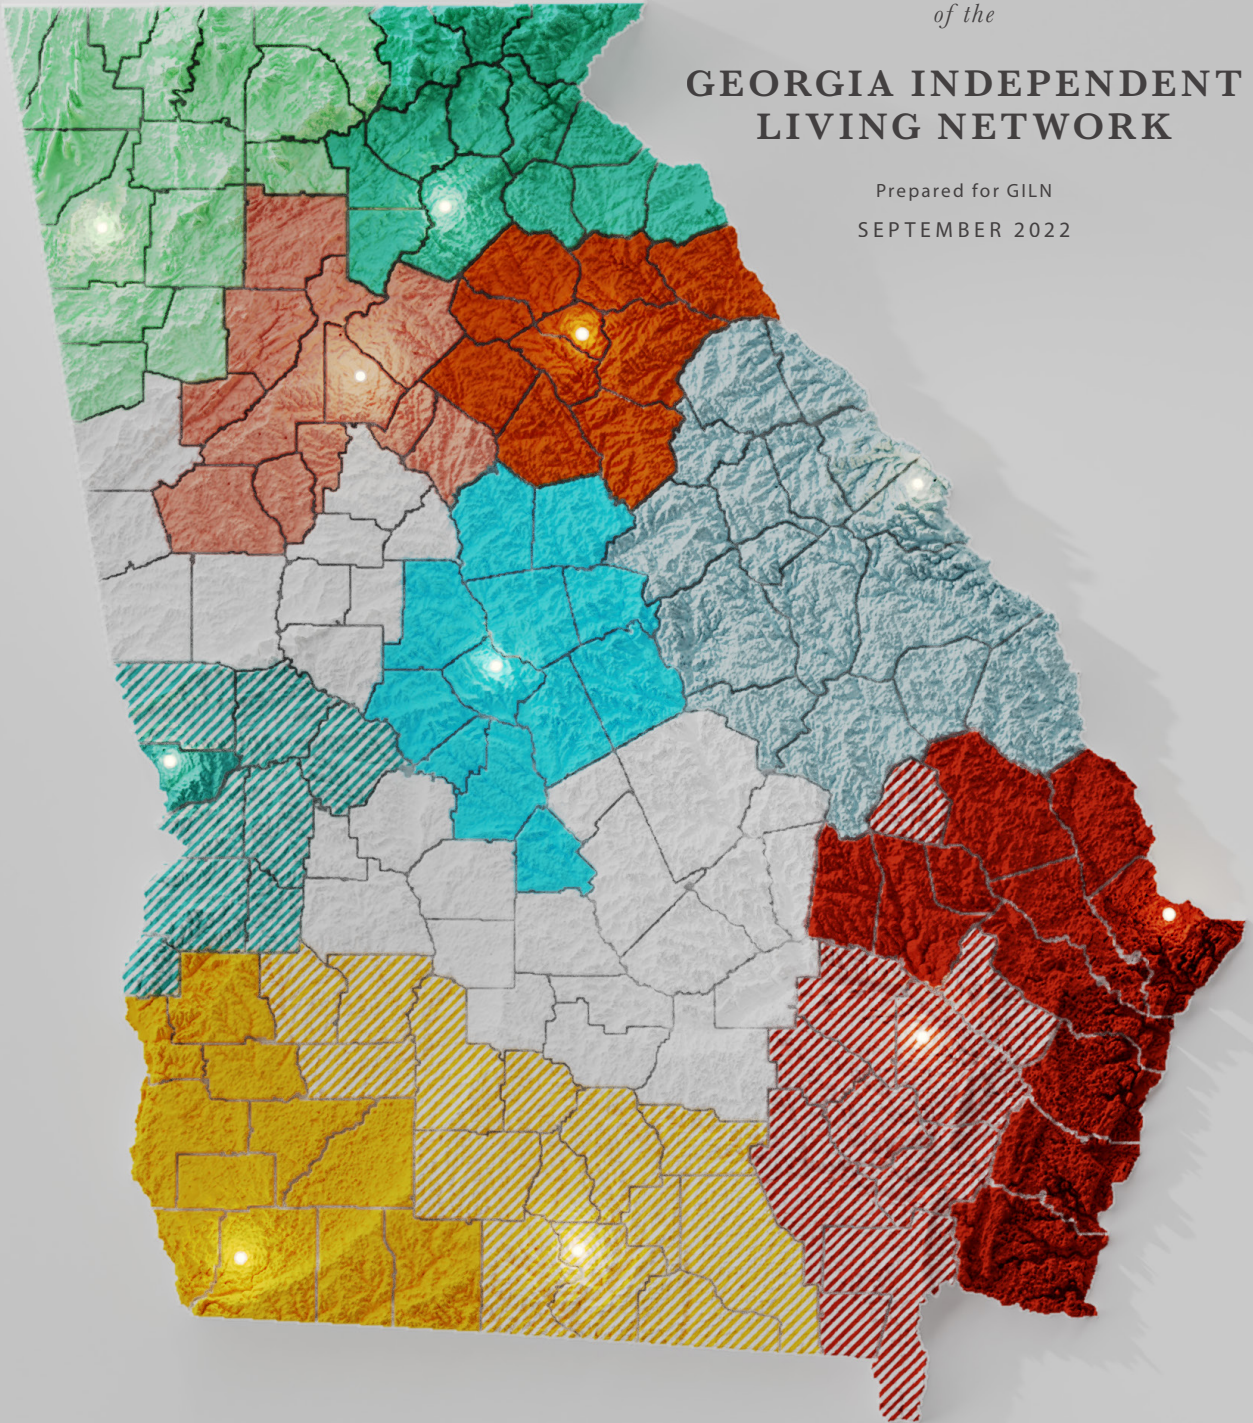 of the
GEORGIA INDEPENDENT
LIVING NETWORK
Prepared for GILN
SEPTEMBER 2022